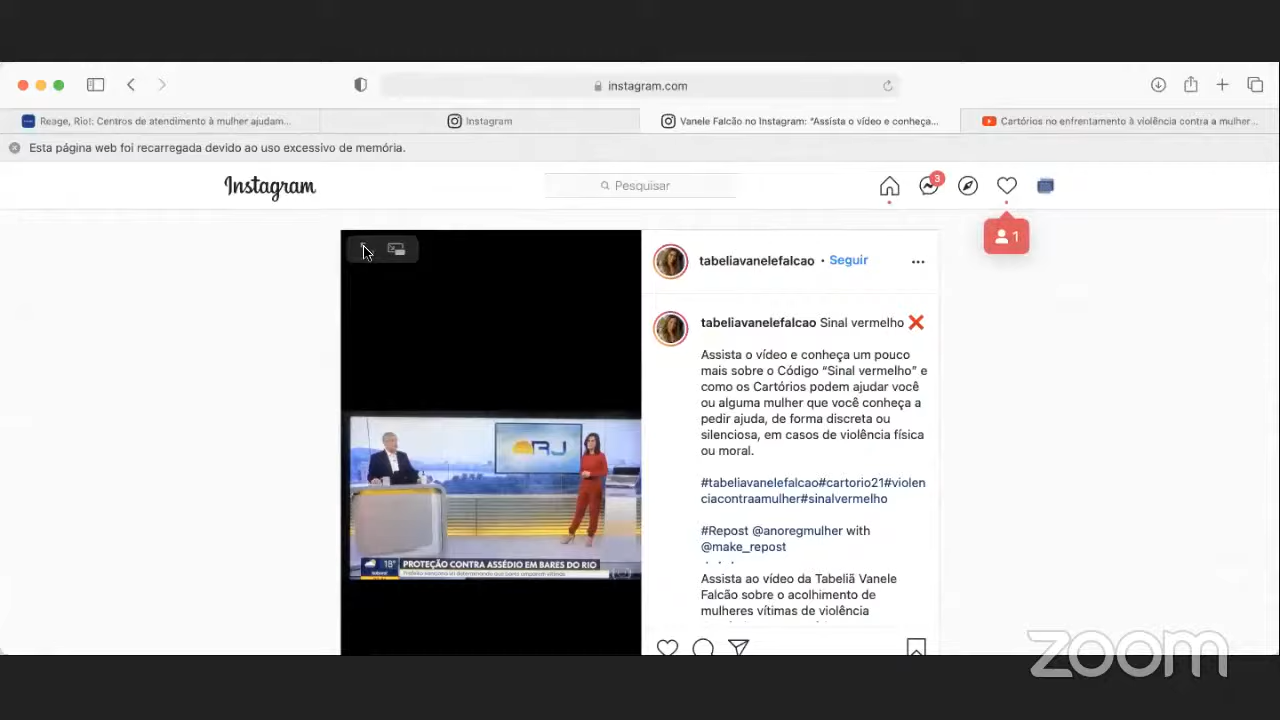 instagram.com
Reage, Rio!: Centros de atendimento à mulher ajudam...
Instagram
Vanele Falcão no Instagram: "Assista o vídeo e conheça...
Cartórios no enfrentamento à violência contra a mulher...
Esta página web foi recarregada devido ao uso excessivo de memória.
Instagram
Pesquisar
3
1
tabeliavanelefalcao • Seguir
tabeliavanelefalcao Sinal vermelho ❌
Assista o vídeo e conheça um pouco
mais sobre o Código “Sinal vermelho” e
como os Cartórios podem ajudar você
ou alguma mulher que você conheça a
pedir ajuda, de forma discreta ou
silenciosa, em casos de violência física
ou moral.
#tabeliavanelefalcao#cartorio21#violen
ciacontraamulher#sinalvermelho
#Repost @anoregmulher with
@make_repost
・・・
Assista ao vídeo da Tabeliã Vanele
Falcão sobre o acolhimento de
mulheres vítimas de violência
RJ
18°
PROTEÇÃO CONTRA ASSÉDIO EM BARES DO RIO
zoom